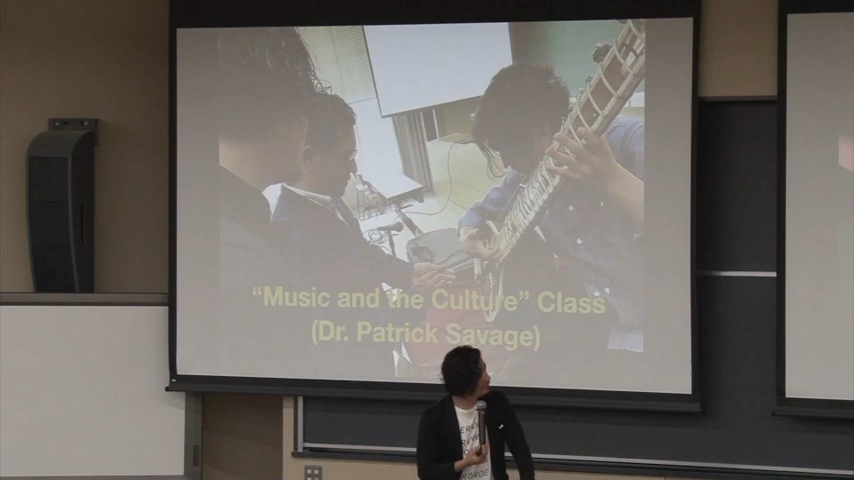 “Music and the Culture” Class
(Dr. Patrick Savage)